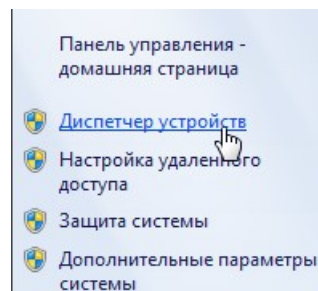 Панель управления -
домашняя страница
Диспетчер устройств
Настройка удаленного
доступа
Защита системы
Дополнительные параметры
системы